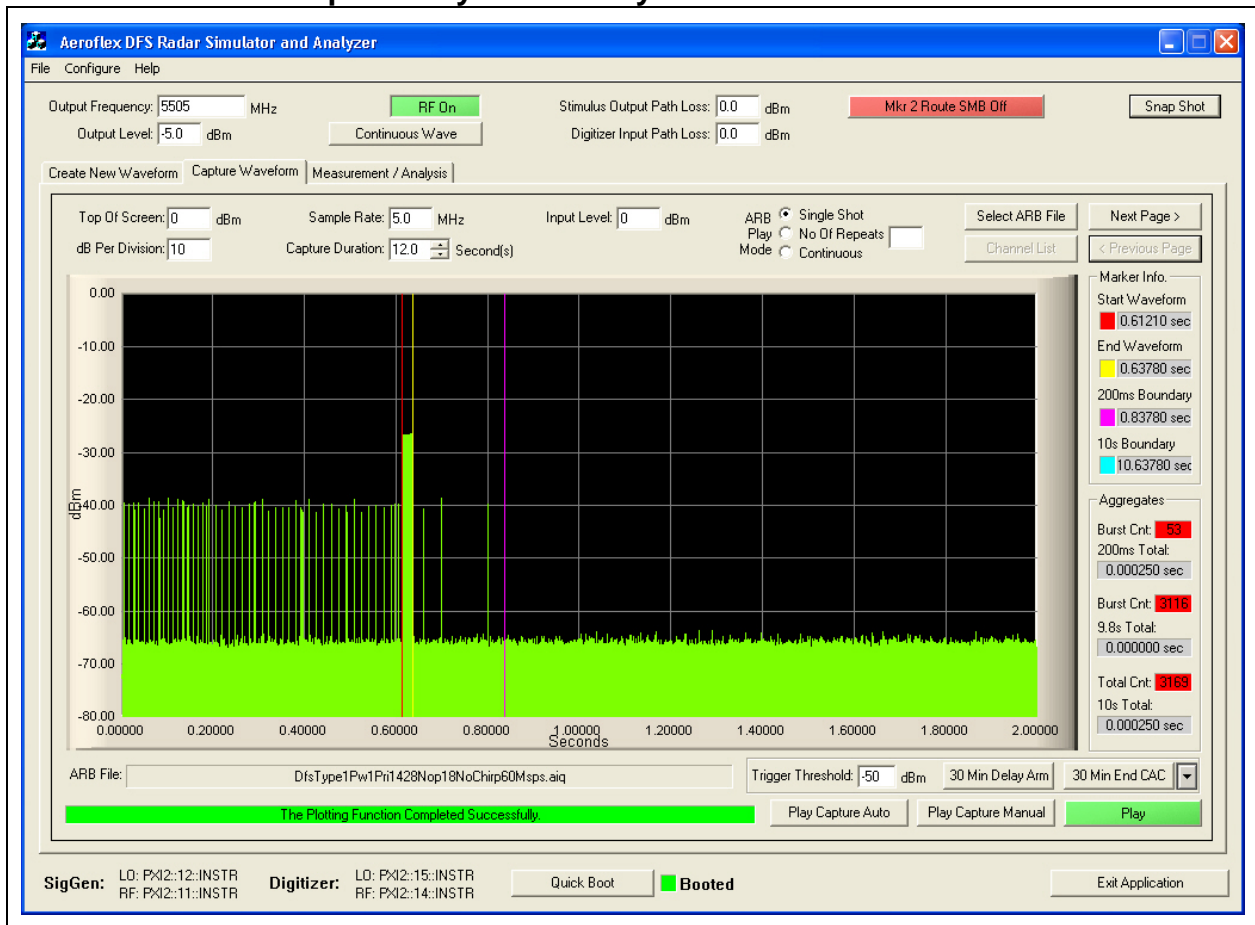 Aeroflex DFS Radar Simulator and Analyzer
File Configure Help
Output Frequency: 5505 MHz
RF On
Stimulus Output Path Loss: 0.0 dBm
Mkr 2 Route SMB Off
Snap Shot
Output Level: -5.0 dBm
Continuous Wave
Digitizer Input Path Loss: 0.0 dBm
Create New Waveform
Capture Waveform
Measurement / Analysis
Top Of Screen: 0 dBm
Sample Rate: 5.0 MHz
Input Level: 0 dBm
ARB Play Mode
Single Shot
No Of Repeats
Continuous
Select ARB File
Next Page >
dB Per Division: 10
Capture Duration: 12.0 Second(s)
Channel List
< Previous Page
0.00
-10.00
-20.00
-30.00
-40.00
-50.00
-60.00
-70.00
-80.00
dBm
0.00000 0.20000 0.40000 0.60000 0.80000 1.00000 1.20000 1.40000 1.60000 1.80000 2.00000
Seconds
Marker Info.
Start Waveform
0.61210 sec
End Waveform
0.63780 sec
200ms Boundary
0.83780 sec
10s Boundary
10.63780 sec
Aggregates
Burst Cnt: 53
200ms Total:
0.000250 sec
Burst Cnt: 3116
9.8s Total:
0.000000 sec
Total Cnt: 3169
10s Total:
0.000250 sec
ARB File: DfsType1Pw1Pri1428Nop18NoChirp60Msps.aiq
Trigger Threshold: -50 dBm
30 Min Delay Arm
30 Min End CAC
The Plotting Function Completed Successfully.
Play Capture Auto
Play Capture Manual
Play
SigGen: LO: PXI2::12::INSTR
RF: PXI2::11::INSTR
Digitizer: LO: PXI2::15::INSTR
RF: PXI2::14::INSTR
Quick Boot
Booted
Exit Application